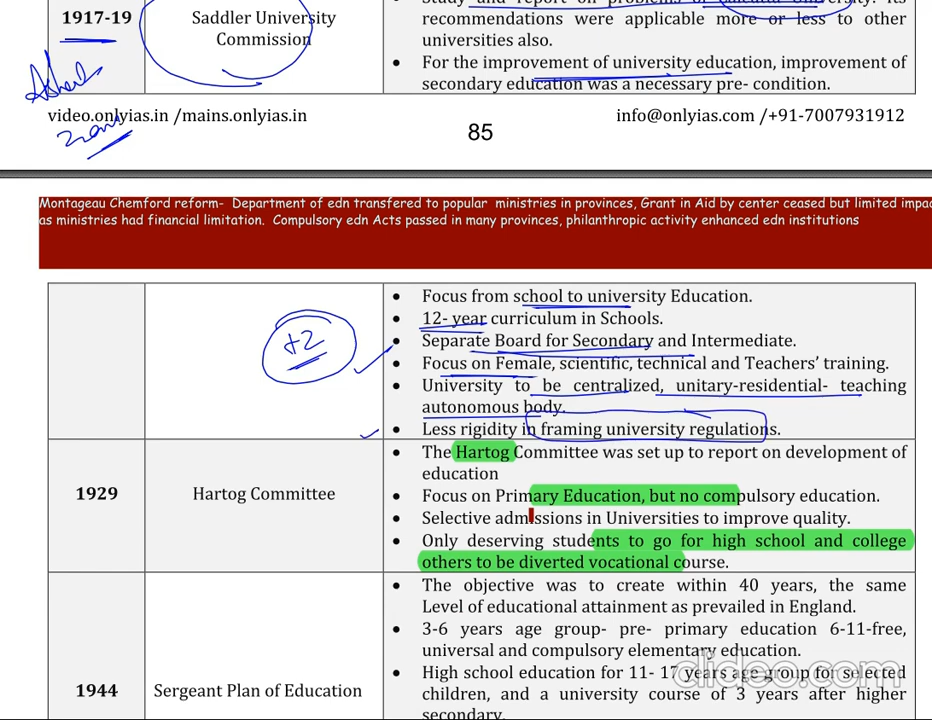 Study and report on problems of Calcutta University. Its
1917-19
Saddler University
Commission
recommendations were applicable more or less to other
universities also.
• For the improvement of university education, improvement of
secondary education was a necessary pre- condition.
video.onlyias.in /mains.onlyias.in
info@onlyias.com /+91-7007931912
85
Montageau Chemford reform- Department of edn transfered to popular ministries in provinces, Grant in Aid by center ceased but limited impac
as ministries had financial limitation. Compulsory edn Acts passed in many provinces, philanthropic activity enhanced edn institutions
• Focus from school to university Education.
• 12- year curriculum in Schools.
+2
• Separate Board for Secondary and Intermediate.
• Focus on Female, scientific, technical and Teachers’ training.
• University to be centralized, unitary-residential- teaching
autonomous body.
• Less rigidity in framing university regulations.
1929
Hartog Committee
• The Hartog Committee was set up to report on development of
education
• Focus on Primary Education, but no compulsory education.
• Selective admissions in Universities to improve quality.
• Only deserving students to go for high school and college
others to be diverted vocational course.
1944
Sergeant Plan of Education
• The objective was to create within 40 years, the same
Level of educational attainment as prevailed in England.
• 3-6 years age group- pre- primary education 6-11-free,
universal and compulsory elementary education.
• High school education for 11- 17 years age group for selected
children, and a university course of 3 years after higher
secondary.
clideo.com